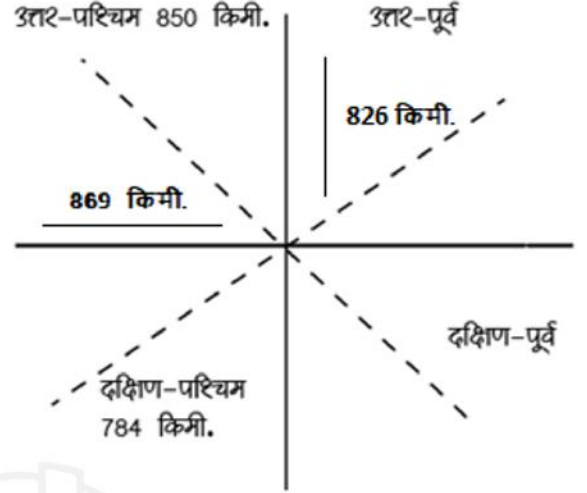 उत्तर-पश्चिम 850 किमी. उत्तर-पूर्व
826 किमी.
869 किमी.
दक्षिण-पूर्व
दक्षिण-पश्चिम
784 किमी.